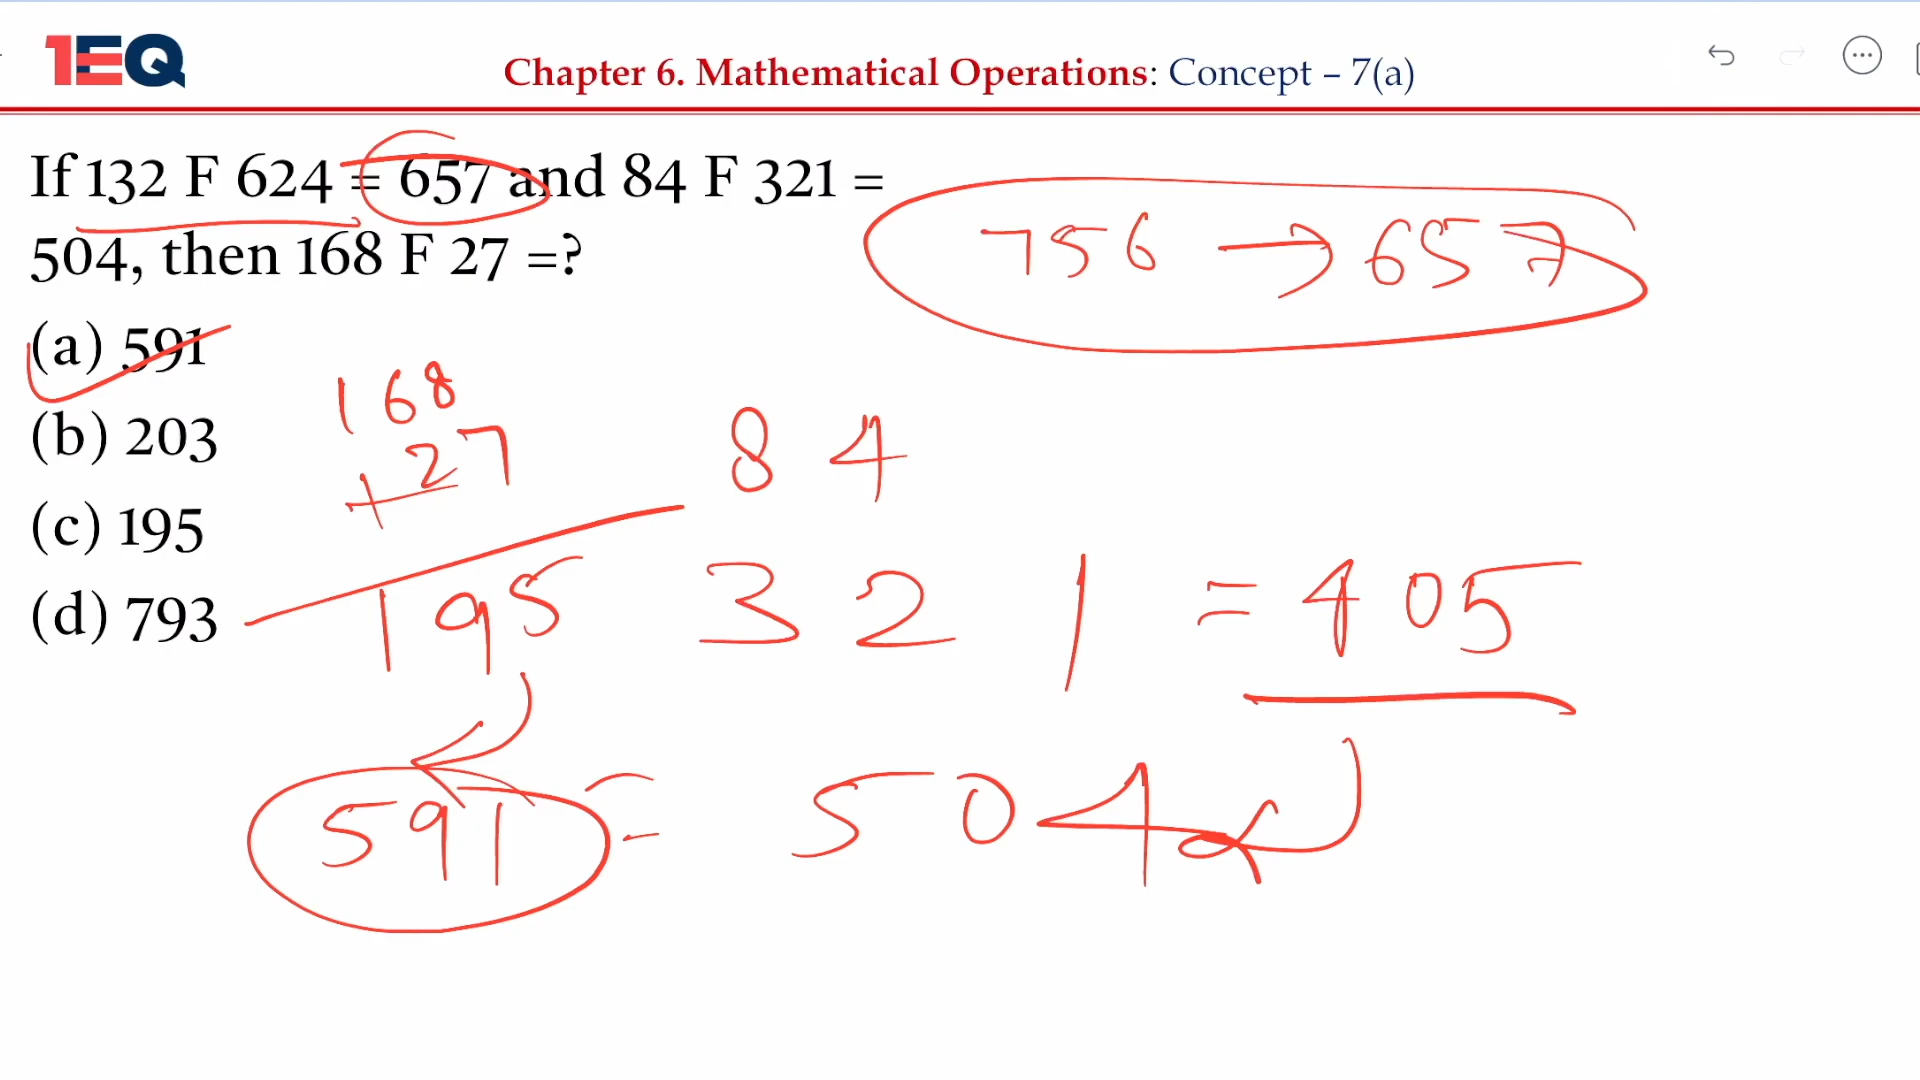 1EQ
Chapter 6. Mathematical Operations: Concept – 7(a)
If 132 F 624 = 657 and 84 F 321 =
504, then 168 F 27 =?
756 → 657
(a) 591
(b) 203
(c) 195
(d) 793
168
+ 27
195
591
84
321 = 405
= 504